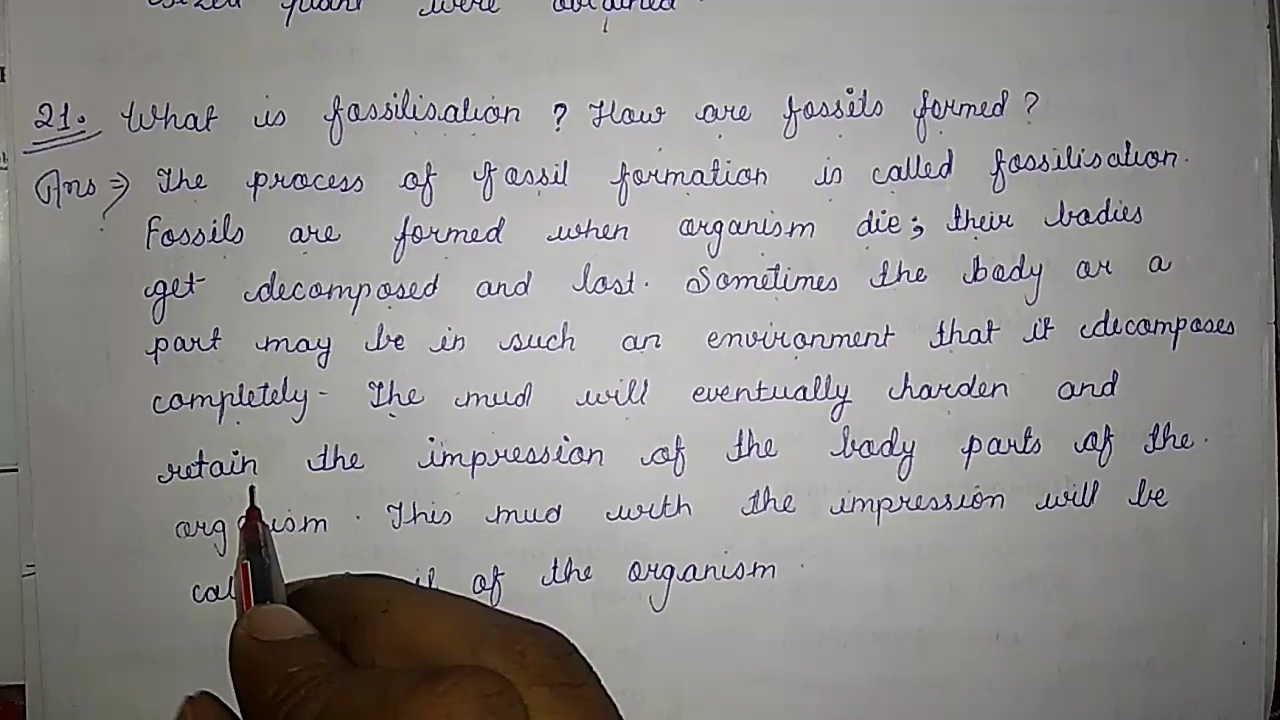 were
21. What is fossilisation ? How are fossils formed ?
Ans => The process of fossil formation is called fossilisation.
Fossils are formed when organism die; their bodies
get decomposed and lost. Sometimes the body or a
part may be in such an environment that it decomposes
completely- The mud will eventually harden and
retain the impression of the body parts of the
organism. This mud with the impression will be
of the organism.